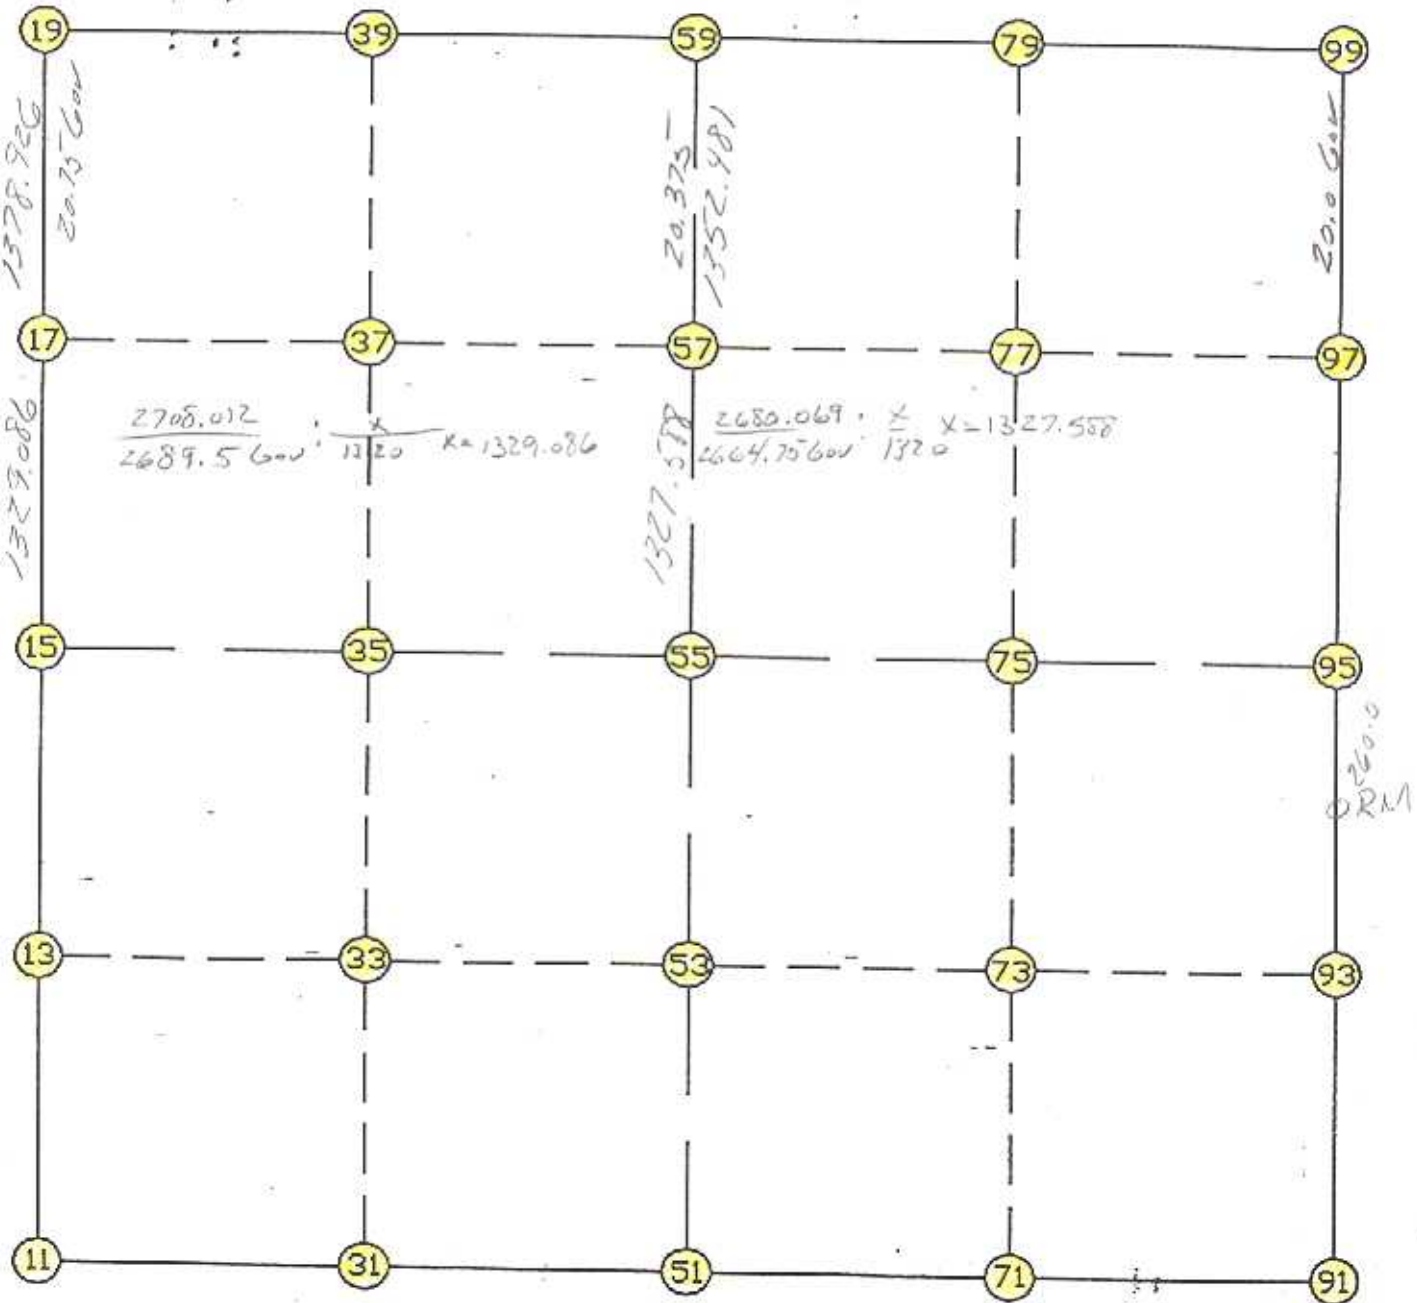 19 39 59 79 99
1378.926
20.75 Gov
20.375
1352.481
20.0 Gov
17 37 57 77 97
1329.086
2708.012 : x
2689.5 Gov 1320 x = 1329.086
1327.588
2680.069 : x
2664.75 Gov 1320 x = 1327.588
15 35 55 75 95
260.0
ORM
13 33 53 73 93
11 31 51 71 91